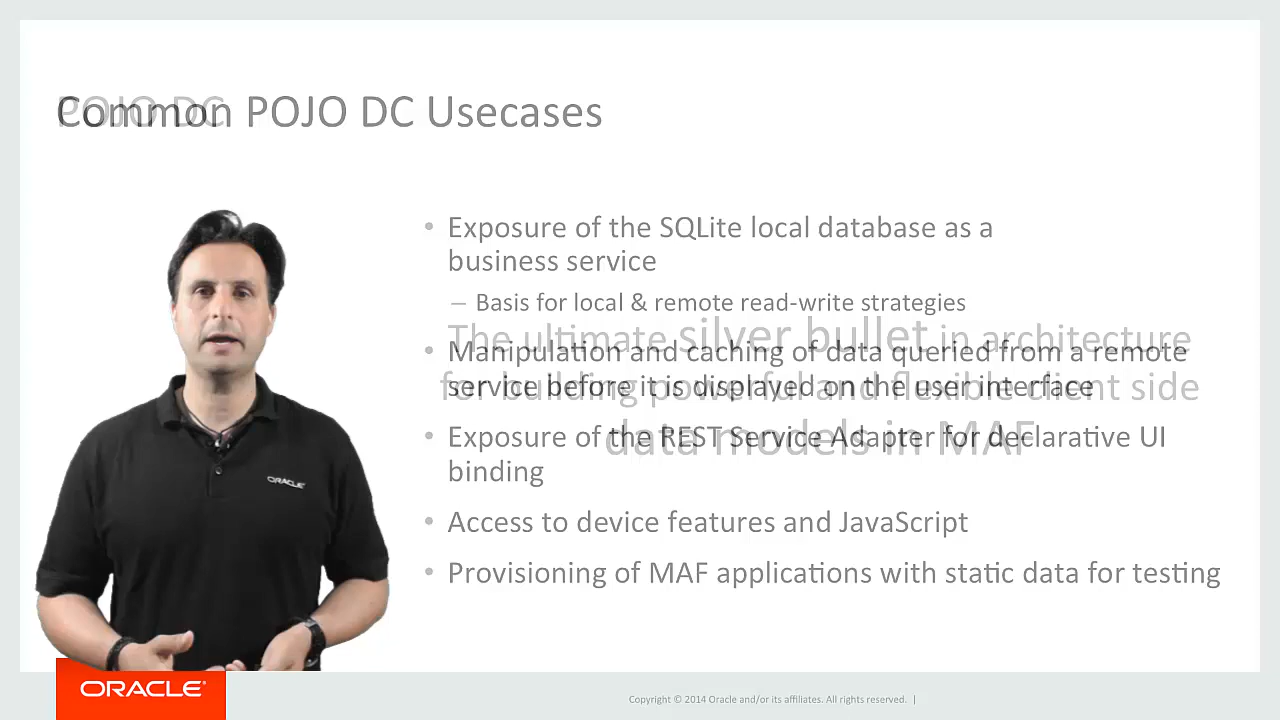 POJO DC
Common POJO DC Usecases
• Exposure of the SQLite local database as a
business service
– Basis for local & remote read-write strategies
The ultimate silver bullet in architecture
for building powerful and flexible client side
data models in MAF
• Manipulation and caching of data queried from a remote
service before it is displayed on the user interface
• Exposure of the REST Service Adapter for declarative UI
binding
• Access to device features and JavaScript
• Provisioning of MAF applications with static data for testing
ORACLE
ORACLE
Copyright © 2014 Oracle and/or its affiliates. All rights reserved. |